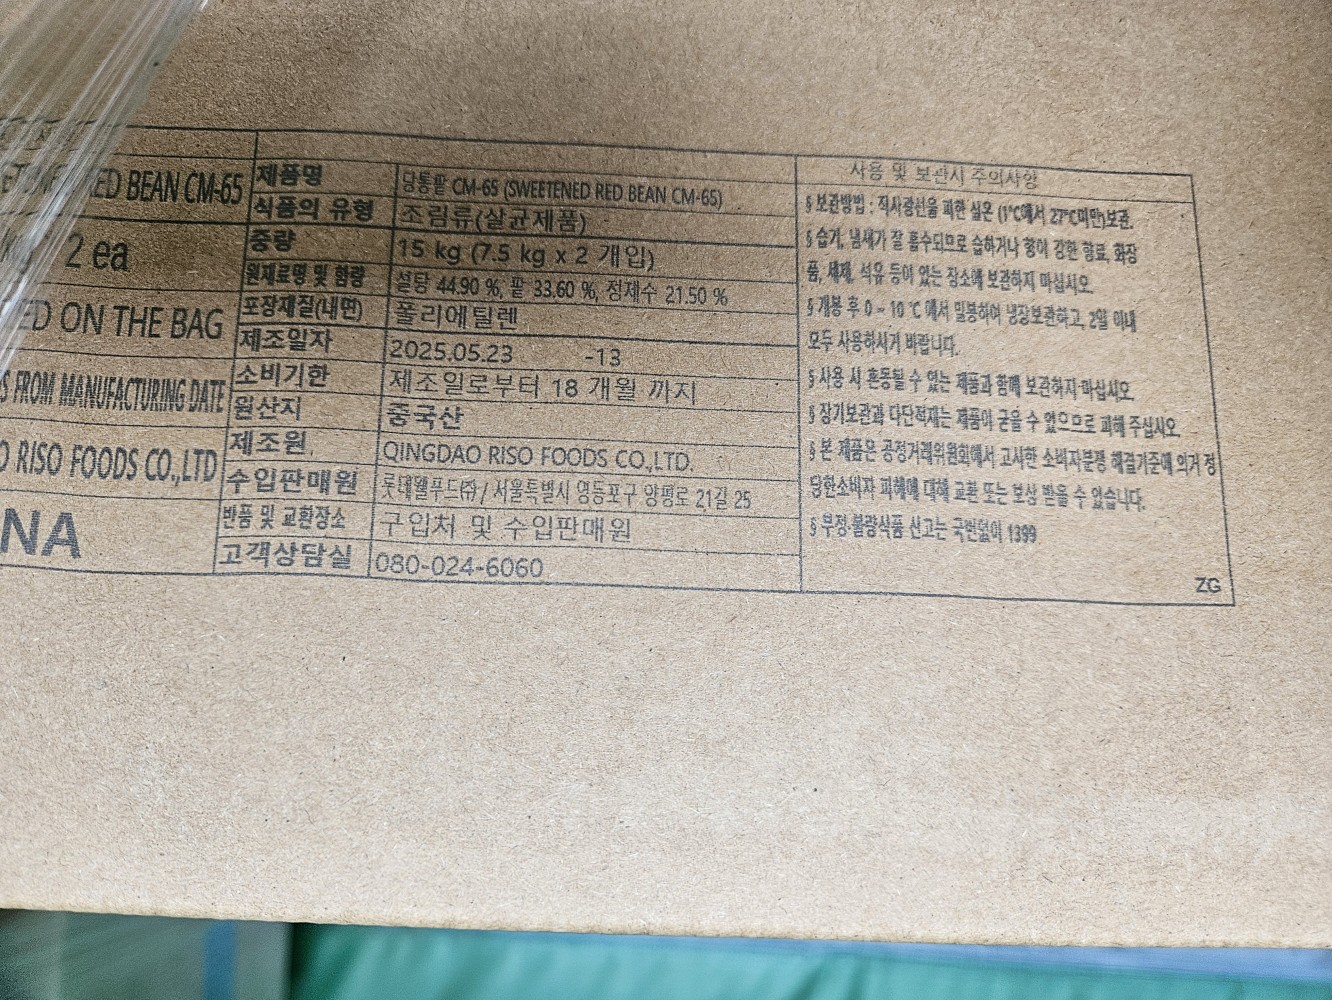 ED BEAN CM-65
2 ea
ED ON THE BAG
S FROM MANUFACTURING DATE
O RISO FOODS CO.,LTD
NA
제품명 당통팥 CM-65 (SWEETENED RED BEAN CM-65)
식품의 유형 조림류(살균제품)
중량 15 kg (7.5 kg x 2 개입)
원재료명 및 함량 설탕 44.90 %, 팥 33.60 %, 정제수 21.50 %
포장재질(내면) 폴리에틸렌
제조일자 2025.05.23 -13
소비기한 제조일로부터 18 개월 까지
원산지 중국산
제조원 QINGDAO RISO FOODS CO.,LTD.
수입판매원 롯데웰푸드㈜ / 서울특별시 영등포구 양평로 21길 25
반품 및 교환장소 구입처 및 수입판매원
고객상담실 080-024-6060
사용 및 보관시 주의사항
§ 보관방법 : 직사광선을 피한 실온 (1℃에서 27℃미만)보관.
§ 습기, 냄새가 잘 흡수되므로 습하거나 향이 강한 향료, 화장
품, 세제, 석유 등이 있는 장소에 보관하지 마십시오.
§ 개봉 후 0 ~ 10 ℃ 에서 밀봉하여 냉장보관하고, 2일 이내
모두 사용하시기 바랍니다.
§ 사용 시 혼동될 수 있는 제품과 함께 보관하지 마십시오.
§ 장기보관과 다단적재는 제품이 굳을 수 있으므로 피해 주십시오.
§ 본 제품은 공정거래위원회에서 고시한 소비자분쟁 해결기준에 의거 정
당한소비자 피해에 대해 교환 또는 보상 받을 수 있습니다.
§ 부정·불량식품 신고는 국번없이 1399
ZG